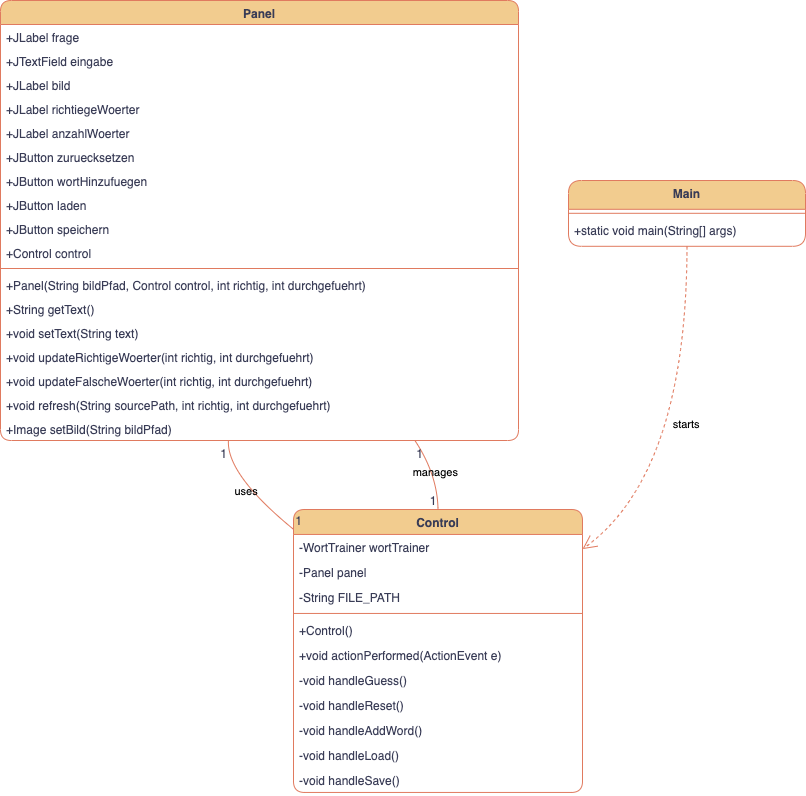 Panel
+JLabel frage
+JTextField eingabe
+JLabel bild
+JLabel richtiegeWoerter
+JLabel anzahlWoerter
+JButton zuruecksetzen
+JButton wortHinzufuegen
+JButton laden
+JButton speichern
+Control control
+Panel(String bildPfad, Control control, int richtig, int durchgefuehrt)
+String getText()
+void setText(String text)
+void updateRichtigeWoerter(int richtig, int durchgefuehrt)
+void updateFalscheWoerter(int richtig, int durchgefuehrt)
+void refresh(String sourcePath, int richtig, int durchgefuehrt)
+Image setBild(String bildPfad)
Main
+static void main(String[] args)
starts
1
uses
1
1
manages
1
Control
-WortTrainer wortTrainer
-Panel panel
-String FILE_PATH
+Control()
+void actionPerformed(ActionEvent e)
-void handleGuess()
-void handleReset()
-void handleAddWord()
-void handleLoad()
-void handleSave()